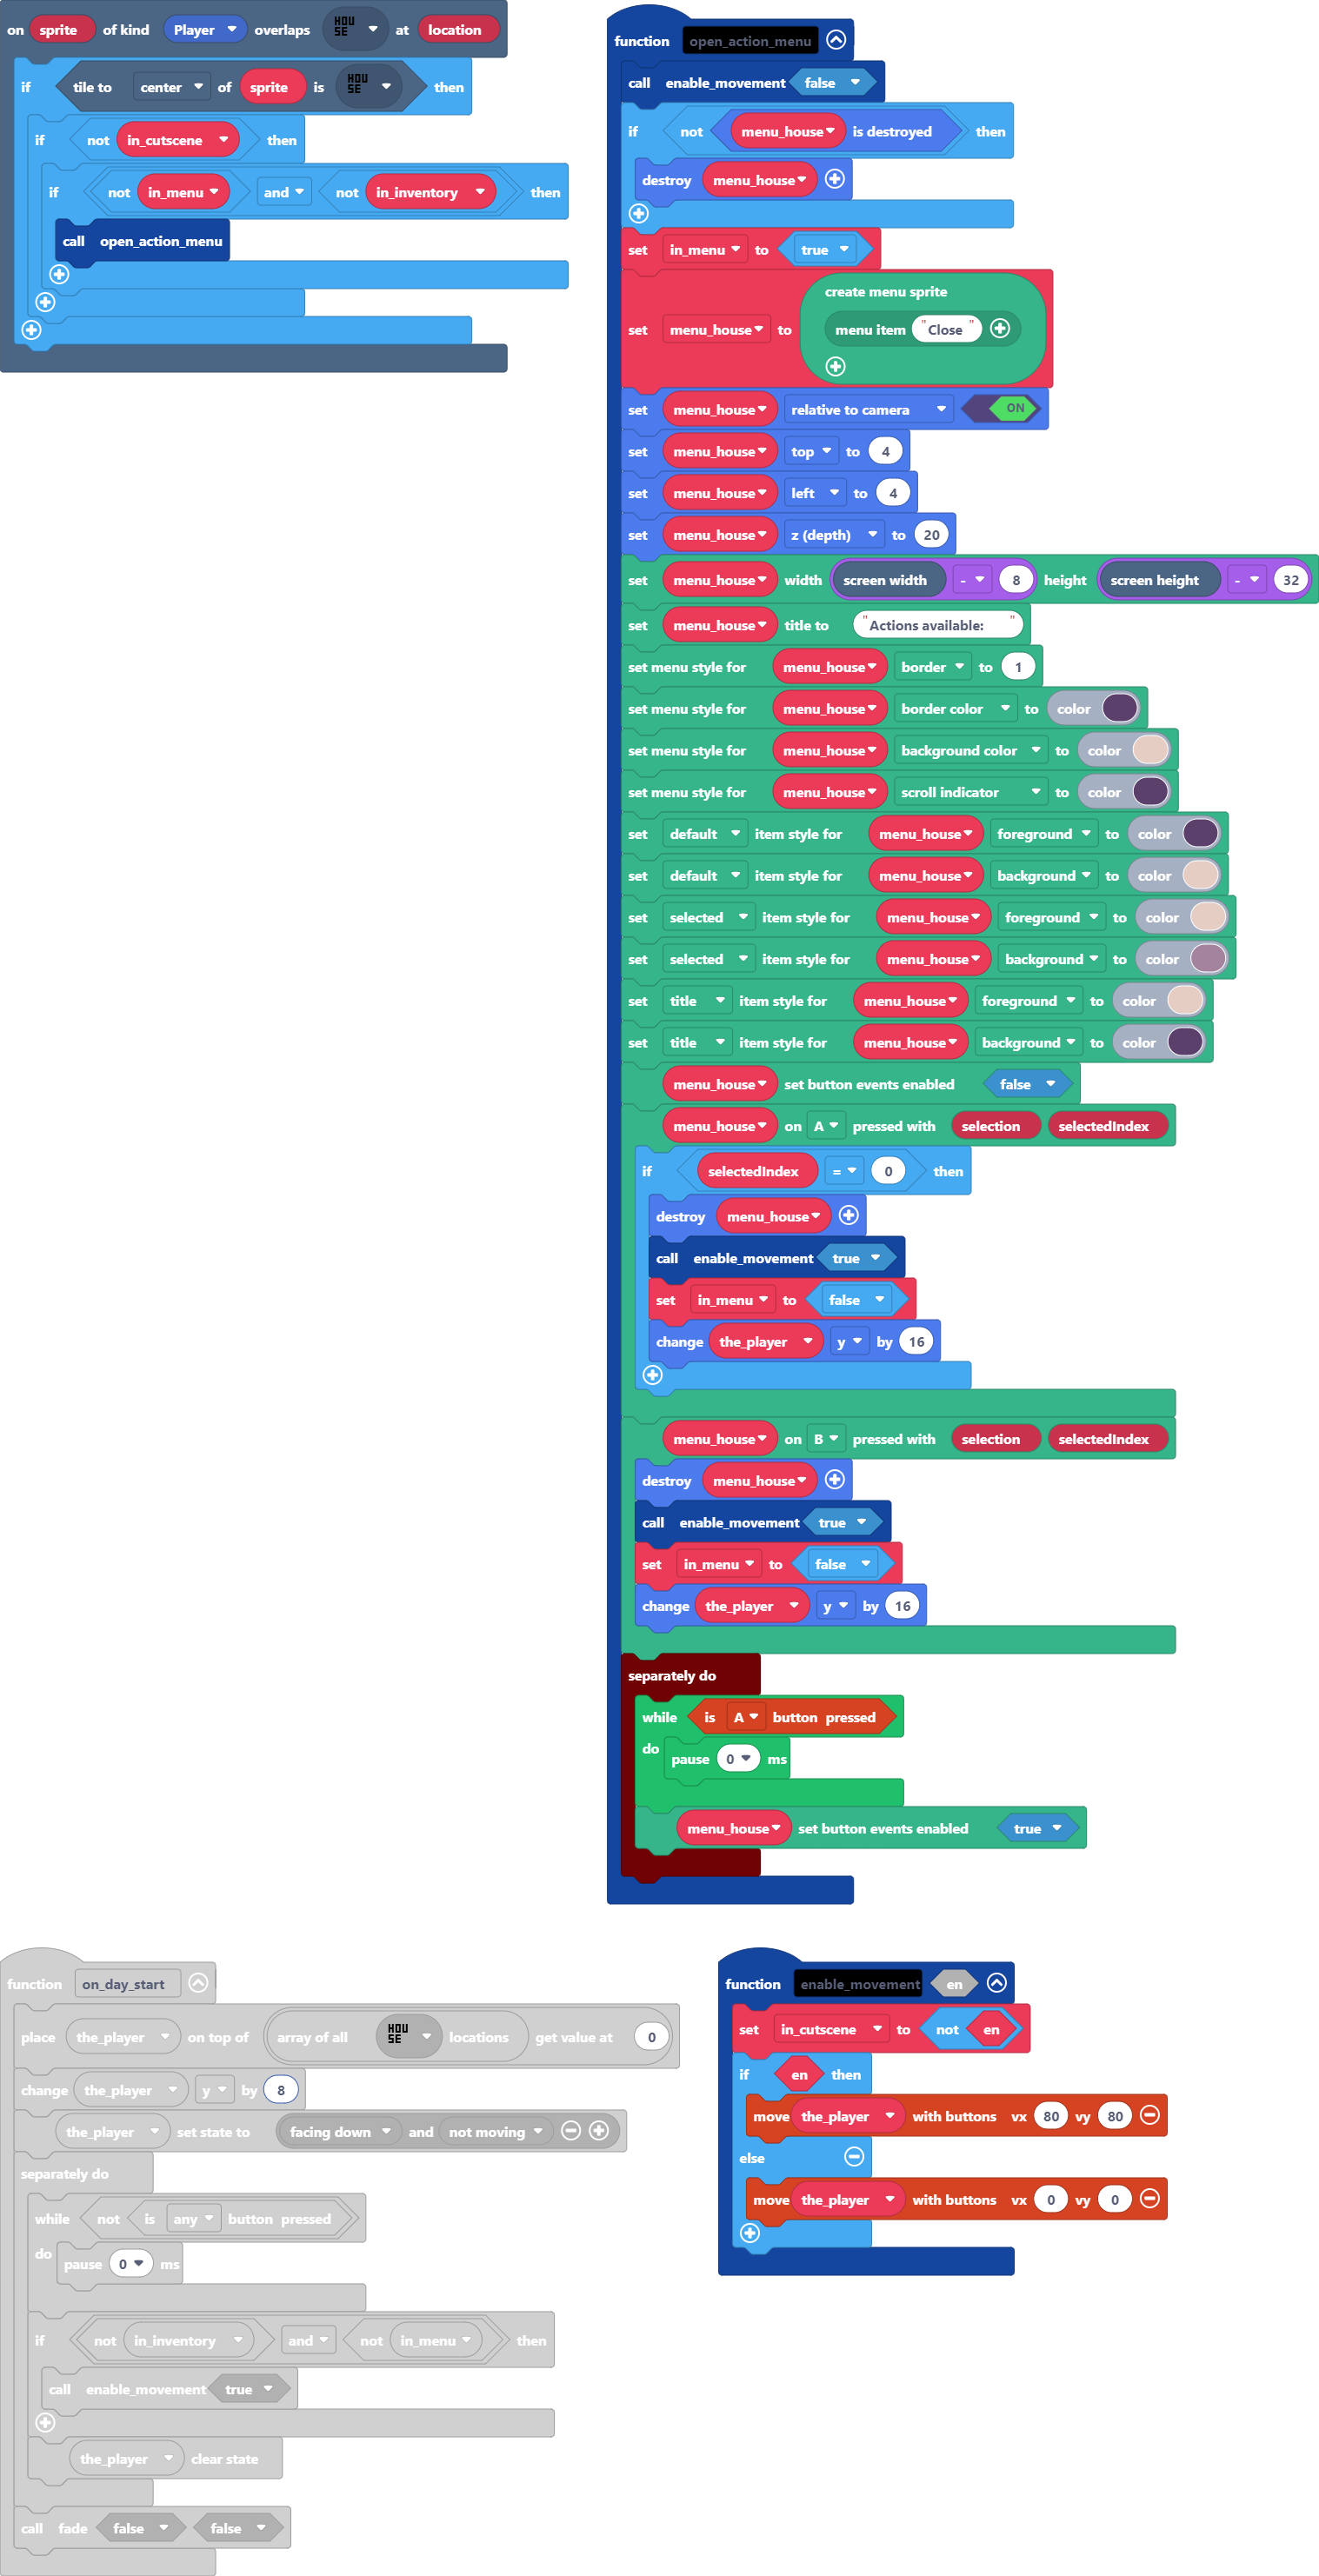 on sprite of kind Player overlaps HOUSE at location
if tile to center of sprite is HOUSE then
if not in_cutscene then
if not in_menu and not in_inventory then
call open_action_menu
function open_action_menu
call enable_movement false
if not menu_house is destroyed then
destroy menu_house
set in_menu to true
create menu sprite
set menu_house to menu item "Close"
set menu_house relative to camera ON
set menu_house top to 4
set menu_house left to 4
set menu_house z (depth) to 20
set menu_house width screen width - 8 height screen height - 32
set menu_house title to "Actions available: "
set menu style for menu_house border to 1
set menu style for menu_house border color to color
set menu style for menu_house background color to color
set menu style for menu_house scroll indicator to color
set default item style for menu_house foreground to color
set default item style for menu_house background to color
set selected item style for menu_house foreground to color
set selected item style for menu_house background to color
set title item style for menu_house foreground to color
set title item style for menu_house background to color
menu_house set button events enabled false
menu_house on A pressed with selection selectedIndex
if selectedIndex = 0 then
destroy menu_house
call enable_movement true
set in_menu to false
change the_player y by 16
menu_house on B pressed with selection selectedIndex
destroy menu_house
call enable_movement true
set in_menu to false
change the_player y by 16
separately do
while is A button pressed
do pause 0 ms
menu_house set button events enabled true
function on_day_start
place the_player on top of array of all HOUSE locations get value at 0
change the_player y by 8
the_player set state to facing down and not moving
separately do
while not is any button pressed
do pause 0 ms
if not in_inventory and not in_menu then
call enable_movement true
the_player clear state
call fade false false
function enable_movement en
set in_cutscene to not en
if en then
move the_player with buttons vx 80 vy 80
else
move the_player with buttons vx 0 vy 0